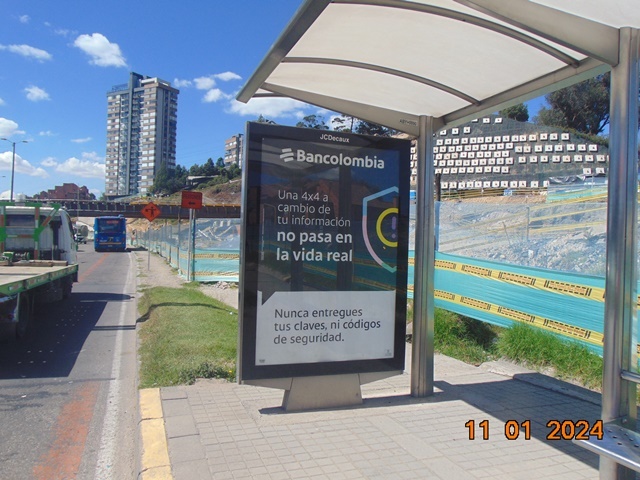 JCDecaux
Bancolombia
Una 4x4 a
cambio de
tu información
no pasa en
la vida real
Nunca entregues
tus claves, ni códigos
de seguridad.
11 01 2024